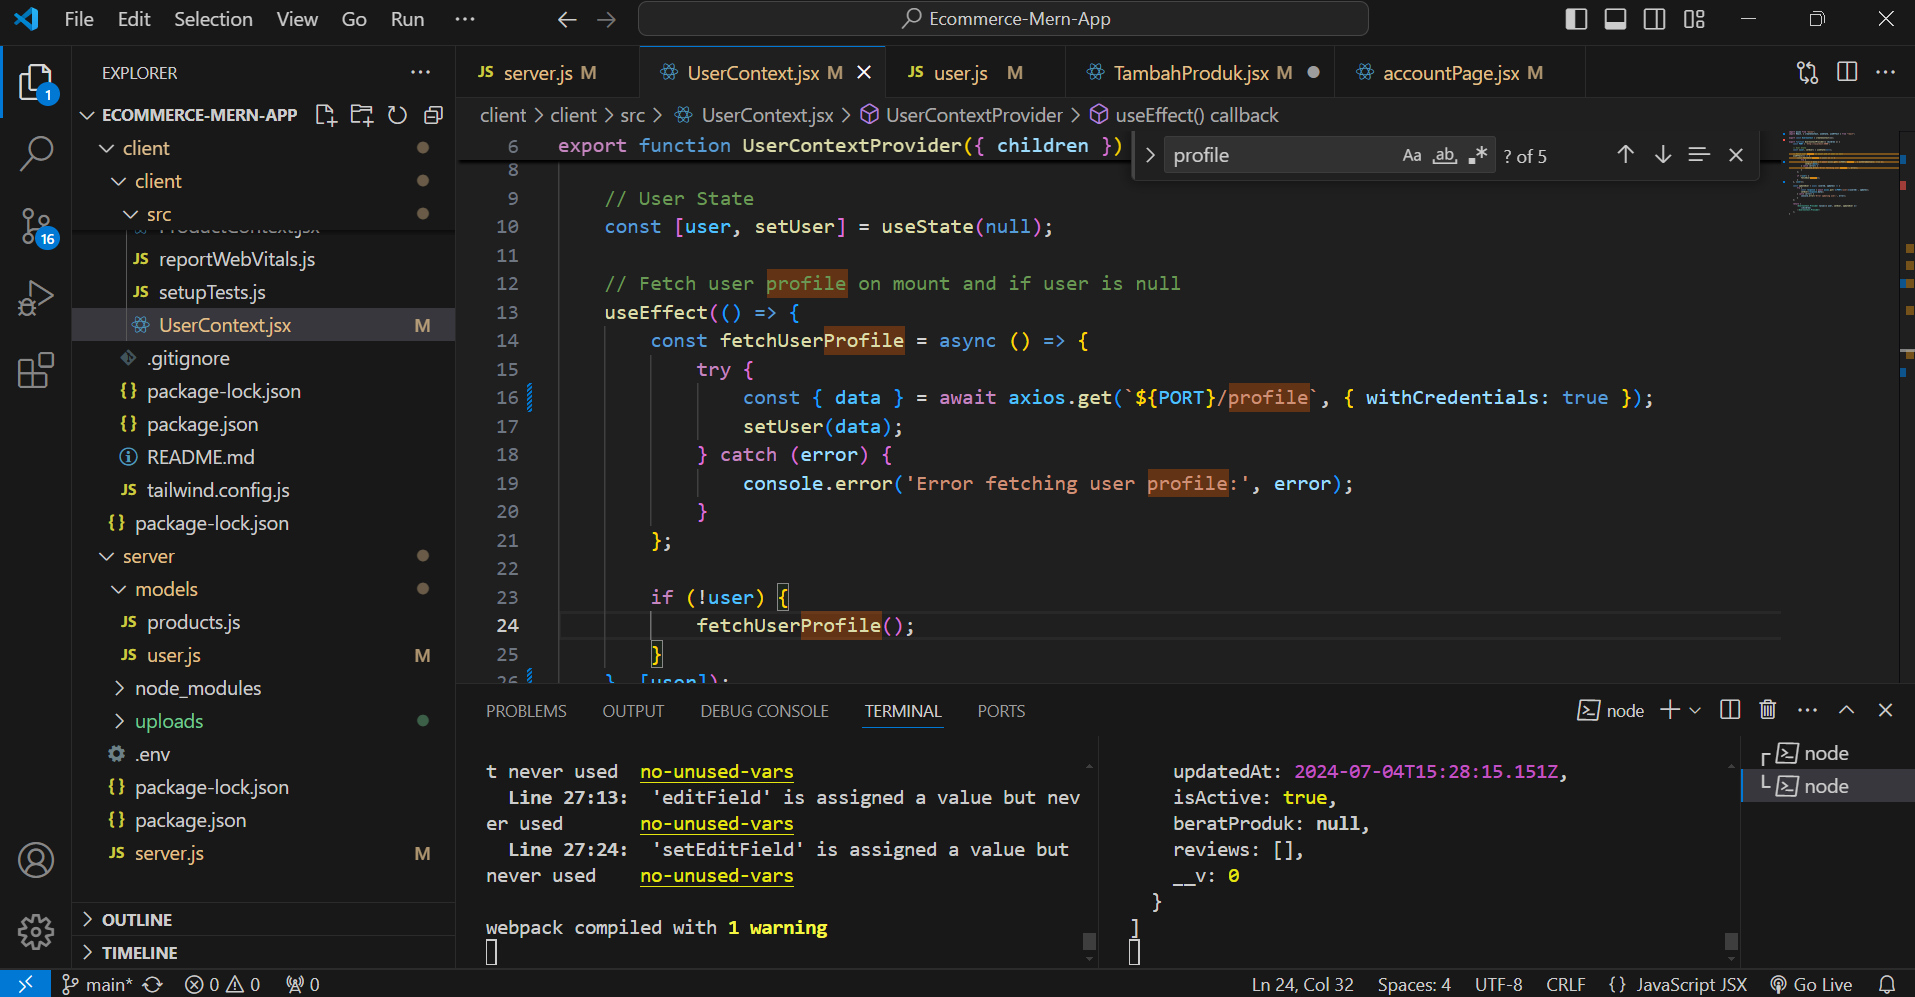 File Edit Selection View Go Run ··· Ecommerce-Mern-App
EXPLORER
ECOMMERCE-MERN-APP
client
client
src
reportWebVitals.js
setupTests.js
UserContext.jsx M
.gitignore
package-lock.json
package.json
README.md
tailwind.config.js
package-lock.json
server
models
products.js
user.js M
node_modules
uploads
.env
package-lock.json
package.json
server.js M
OUTLINE
TIMELINE
1
16
server.js M UserContext.jsx M user.js M TambahProduk.jsx M accountPage.jsx M
client > client > src > UserContext.jsx > UserContextProvider > useEffect() callback
profile Aa ab .* ? of 5
6 export function UserContextProvider({ children })
8
9 // User State
10 const [user, setUser] = useState(null);
11
12 // Fetch user profile on mount and if user is null
13 useEffect(() => {
14 const fetchUserProfile = async () => {
15 try {
16 const { data } = await axios.get(`${PORT}/profile`, { withCredentials: true });
17 setUser(data);
18 } catch (error) {
19 console.error('Error fetching user profile:', error);
20 }
21 };
22
23 if (!user) {
24 fetchUserProfile();
25 }
26 }, [user]);
PROBLEMS OUTPUT DEBUG CONSOLE TERMINAL PORTS node
t never used no-unused-vars
Line 27:13: 'editField' is assigned a value but nev
er used no-unused-vars
Line 27:24: 'setEditField' is assigned a value but
never used no-unused-vars
webpack compiled with 1 warning
updatedAt: 2024-07-04T15:28:15.151Z,
isActive: true,
beratProduk: null,
reviews: [],
__v: 0
}
]
node
node
main* 0 0 0 Ln 24, Col 32 Spaces: 4 UTF-8 CRLF {} JavaScript JSX Go Live